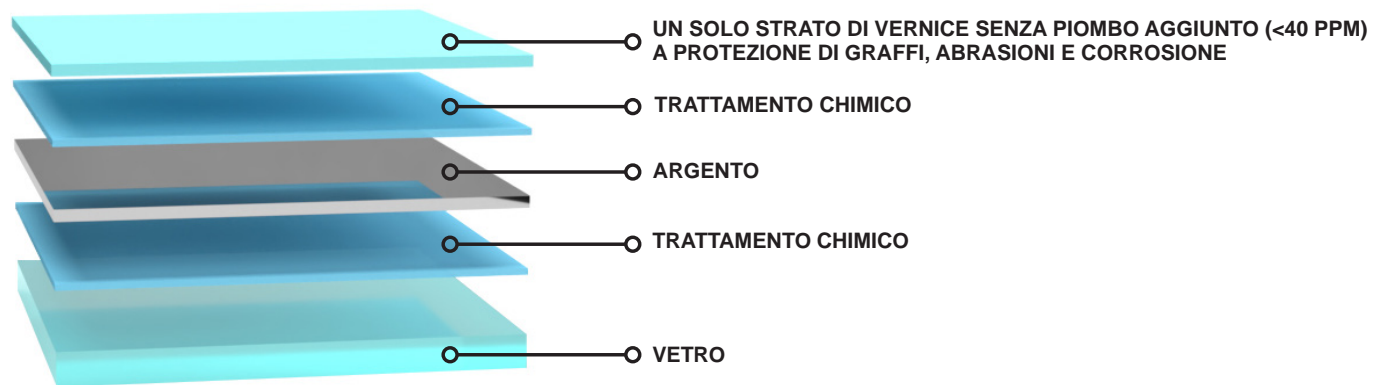 UN SOLO STRATO DI VERNICE SENZA PIOMBO AGGIUNTO (<40 PPM)
A PROTEZIONE DI GRAFFI, ABRASIONI E CORROSIONE
TRATTAMENTO CHIMICO
ARGENTO
TRATTAMENTO CHIMICO
VETRO